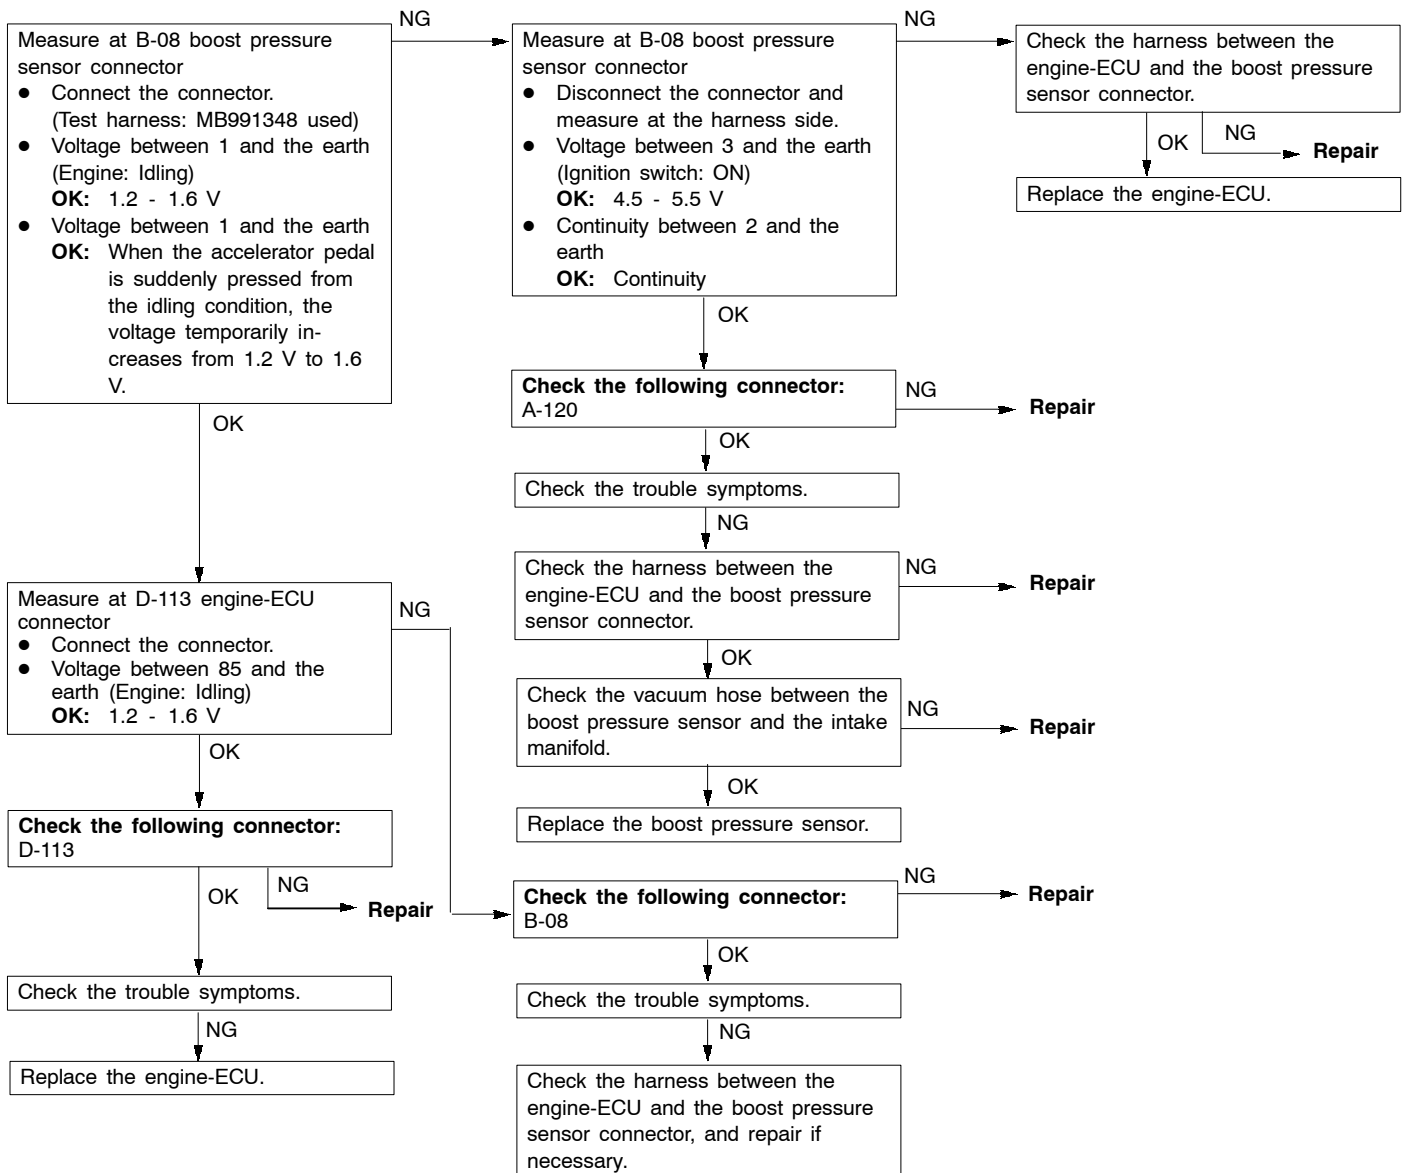 Measure at B-08 boost pressure
sensor connector
● Connect the connector.
(Test harness: MB991348 used)
● Voltage between 1 and the earth
(Engine: Idling)
OK: 1.2 - 1.6 V
● Voltage between 1 and the earth
OK: When the accelerator pedal
is suddenly pressed from
the idling condition, the
voltage temporarily in-
creases from 1.2 V to 1.6
V.
NG
OK
Measure at B-08 boost pressure
sensor connector
● Disconnect the connector and
measure at the harness side.
● Voltage between 3 and the earth
(Ignition switch: ON)
OK: 4.5 - 5.5 V
● Continuity between 2 and the
earth
OK: Continuity
NG
OK
Check the harness between the
engine-ECU and the boost pressure
sensor connector.
OK
NG
Repair
Replace the engine-ECU.
Check the following connector:
A-120
NG
Repair
OK
Check the trouble symptoms.
NG
Check the harness between the
engine-ECU and the boost pressure
sensor connector.
NG
Repair
OK
Check the vacuum hose between the
boost pressure sensor and the intake
manifold.
NG
Repair
OK
Replace the boost pressure sensor.
Measure at D-113 engine-ECU
connector
● Connect the connector.
● Voltage between 85 and the
earth (Engine: Idling)
OK: 1.2 - 1.6 V
NG
OK
Check the following connector:
D-113
OK
NG
Repair
Check the trouble symptoms.
NG
Replace the engine-ECU.
Check the following connector:
B-08
NG
Repair
OK
Check the trouble symptoms.
NG
Check the harness between the
engine-ECU and the boost pressure
sensor connector, and repair if
necessary.